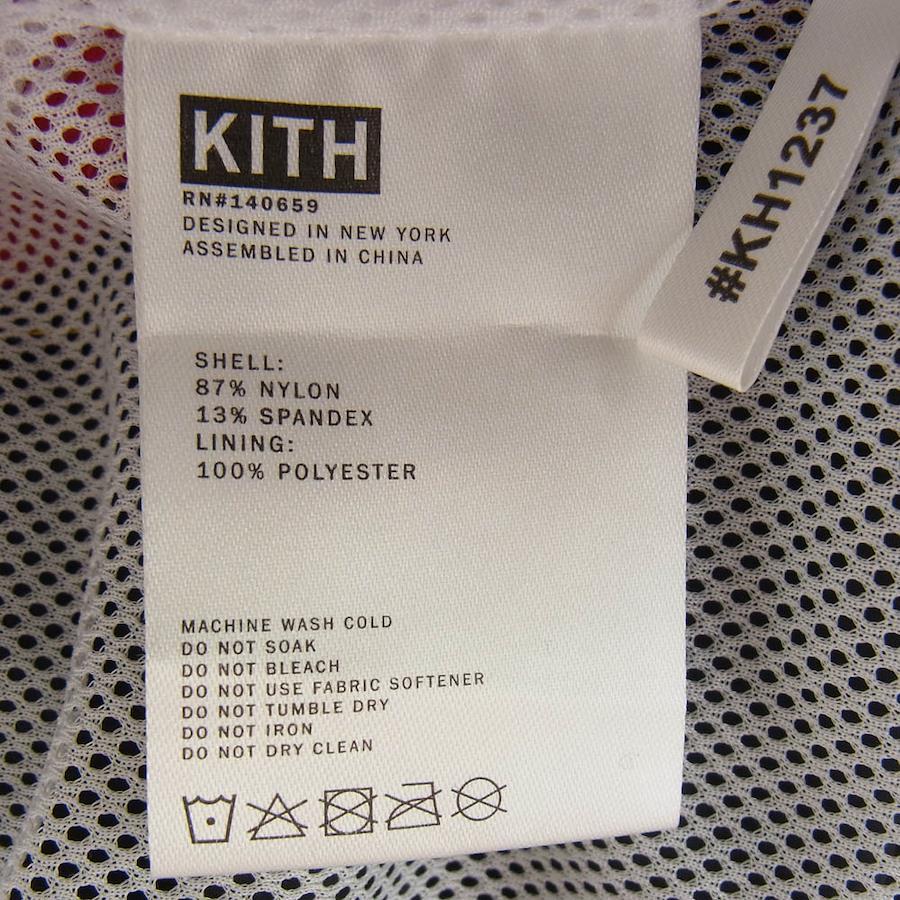 KITH
RN#140659
DESIGNED IN NEW YORK
ASSEMBLED IN CHINA
SHELL:
87% NYLON
13% SPANDEX
LINING:
100% POLYESTER
MACHINE WASH COLD
DO NOT SOAK
DO NOT BLEACH
DO NOT USE FABRIC SOFTENER
DO NOT TUMBLE DRY
DO NOT IRON
DO NOT DRY CLEAN
#KH1237